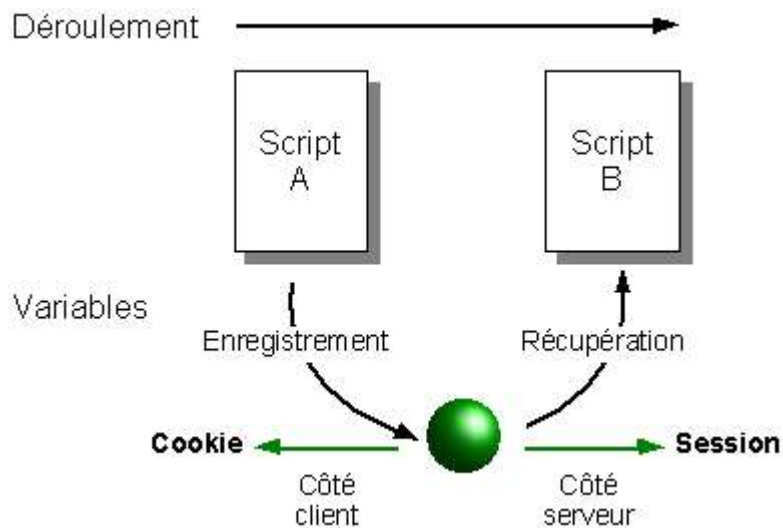 Déroulement
Script
A
Script
B
Variables
Enregistrement
Récupération
Cookie
Session
Côté
client
Côté
serveur